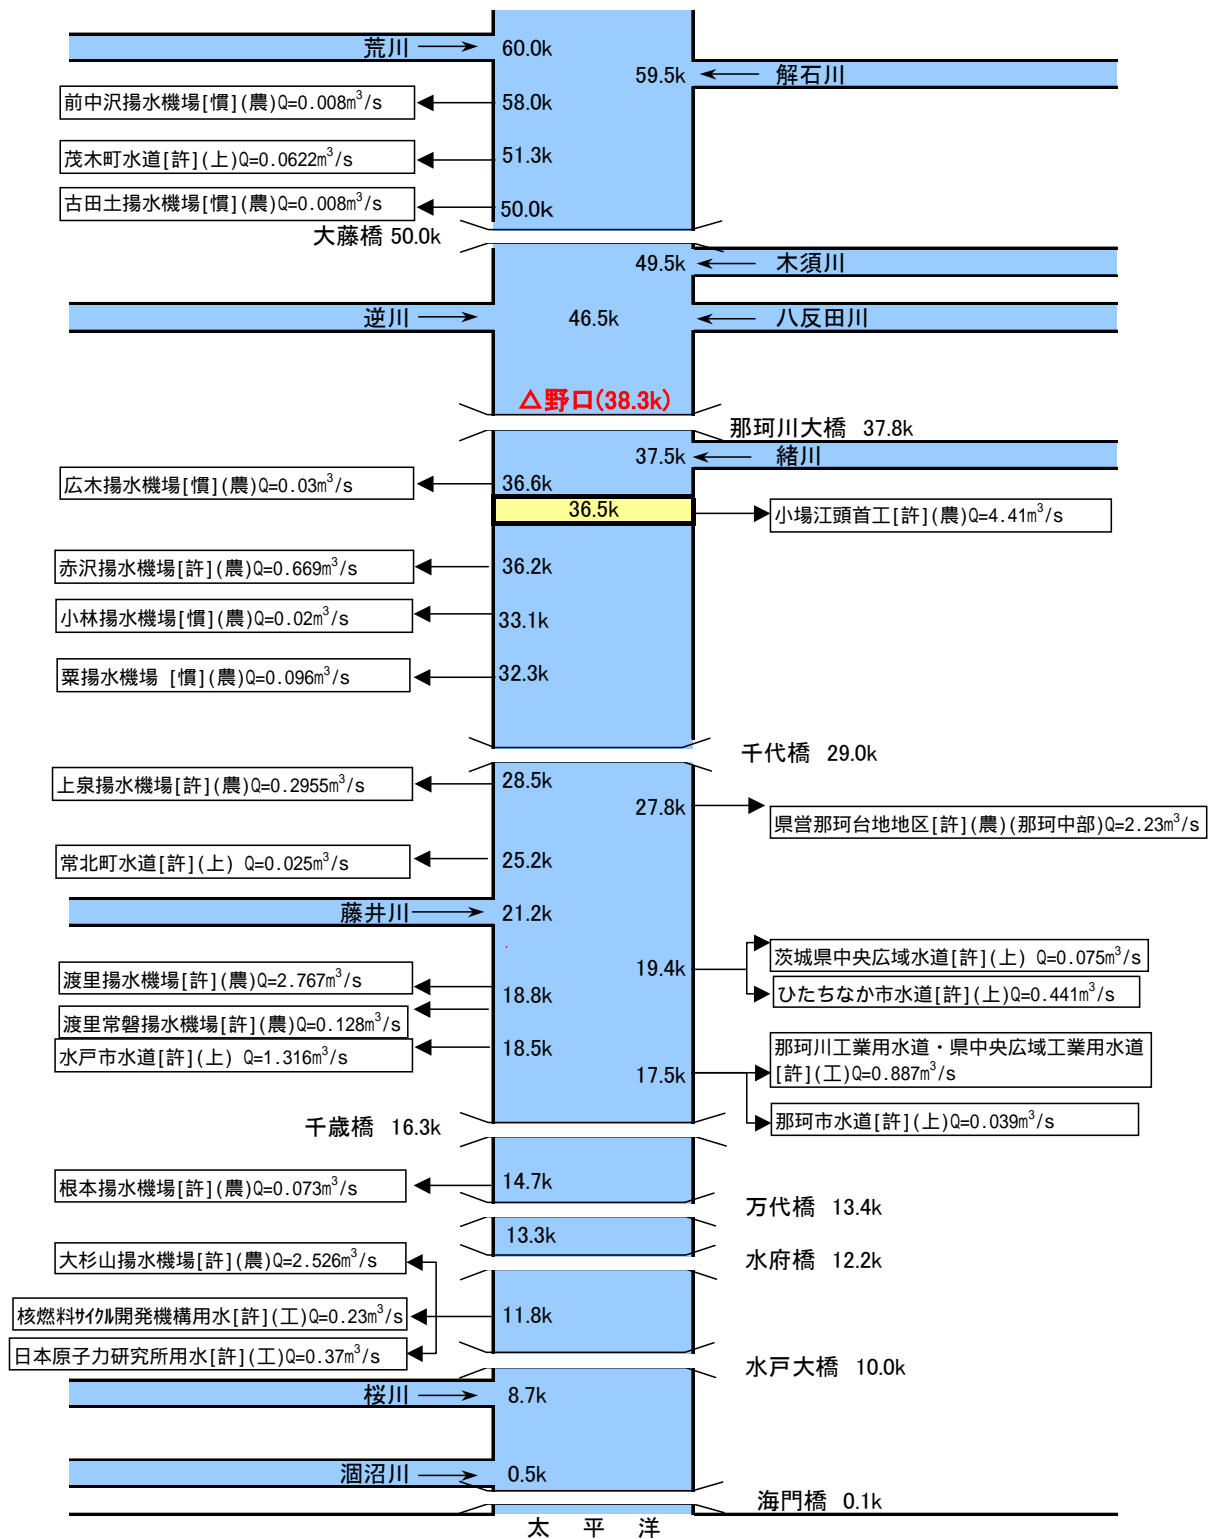 荒川 60.0k
59.5k 解石川
前中沢揚水機場[慣](農)Q=0.008m³/s 58.0k
茂木町水道[許](上)Q=0.0622m³/s 51.3k
古田土揚水機場[慣](農)Q=0.008m³/s 50.0k
大藤橋 50.0k
49.5k 木須川
逆川 46.5k 八反田川
△野口(38.3k)
那珂川大橋 37.8k
37.5k 緒川
広木揚水機場[慣](農)Q=0.03m³/s 36.6k
36.5k 小場江頭首工[許](農)Q=4.41m³/s
赤沢揚水機場[許](農)Q=0.669m³/s 36.2k
小林揚水機場[慣](農)Q=0.02m³/s 33.1k
粟揚水機場 [慣](農)Q=0.096m³/s 32.3k
千代橋 29.0k
上泉揚水機場[許](農)Q=0.2955m³/s 28.5k
27.8k 県営那珂台地地区[許](農)(那珂中部)Q=2.23m³/s
常北町水道[許](上) Q=0.025m³/s 25.2k
藤井川 21.2k
19.4k 茨城県中央広域水道[許](上) Q=0.075m³/s
ひたちなか市水道[許](上)Q=0.441m³/s
渡里揚水機場[許](農)Q=2.767m³/s 18.8k
渡里常磐揚水機場[許](農)Q=0.128m³/s
水戸市水道[許](上) Q=1.316m³/s 18.5k
17.5k 那珂川工業用水道・県中央広域工業用水道
[許](工)Q=0.887m³/s
那珂市水道[許](上)Q=0.039m³/s
千歳橋 16.3k
根本揚水機場[許](農)Q=0.073m³/s 14.7k
万代橋 13.4k
13.3k
水府橋 12.2k
大杉山揚水機場[許](農)Q=2.526m³/s
核燃料ｻｲｸﾙ開発機構用水[許](工)Q=0.23m³/s 11.8k
日本原子力研究所用水[許](工)Q=0.37m³/s
水戸大橋 10.0k
桜川 8.7k
涸沼川 0.5k
海門橋 0.1k
太 平 洋